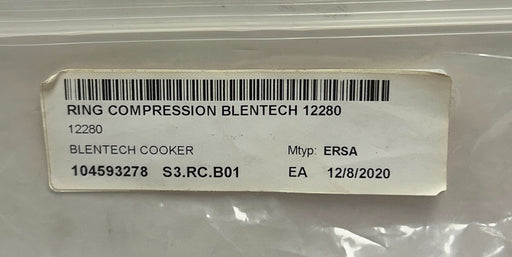 RING COMPRESSION BLENTECH 12280
12280
BLENTECH COOKER Mtyp: ERSA
104593278 S3.RC.B01 EA 12/8/2020